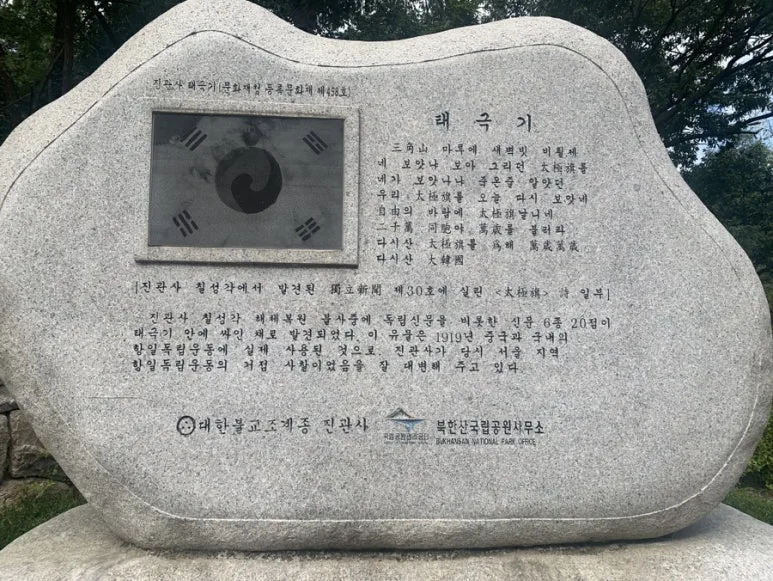 진관사 태극기(문화재청 등록문화재 제458호)
태 극 기
三角山 마루에 새벽빗 비쵤제
네 보앗냐 보아 그리던 太極旗를
네가 보앗나냐 죽온줄 알앗던
우리 太極旗를 오늘 다시 보앗네
自由의 바람에 太極旗날니네
二千萬 同胞야 萬歲를 불러라
다시산 太極旗를 爲해 萬歲萬歲
다시산 大韓國
[진관사 칠성각에서 발견된 獨立新聞 제30호에 실린 <太極旗> 詩 일부]
진관사 칠성각 해체복원 불사중에 독립신문을 비롯한 신문 6종 20점이
태극기 안에 싸인 채로 발견되었다. 이 유물은 1919년 중국과 국내의
항일독립운동에 실제 사용된 것으로 진관사가 당시 서울 지역
항일독립운동의 거점 사찰이었음을 잘 대변해 주고 있다.
대한불교조계종 진관사
국립공원관리공단
북한산국립공원사무소
BUKHANSAN NATIONAL PARK OFFICE